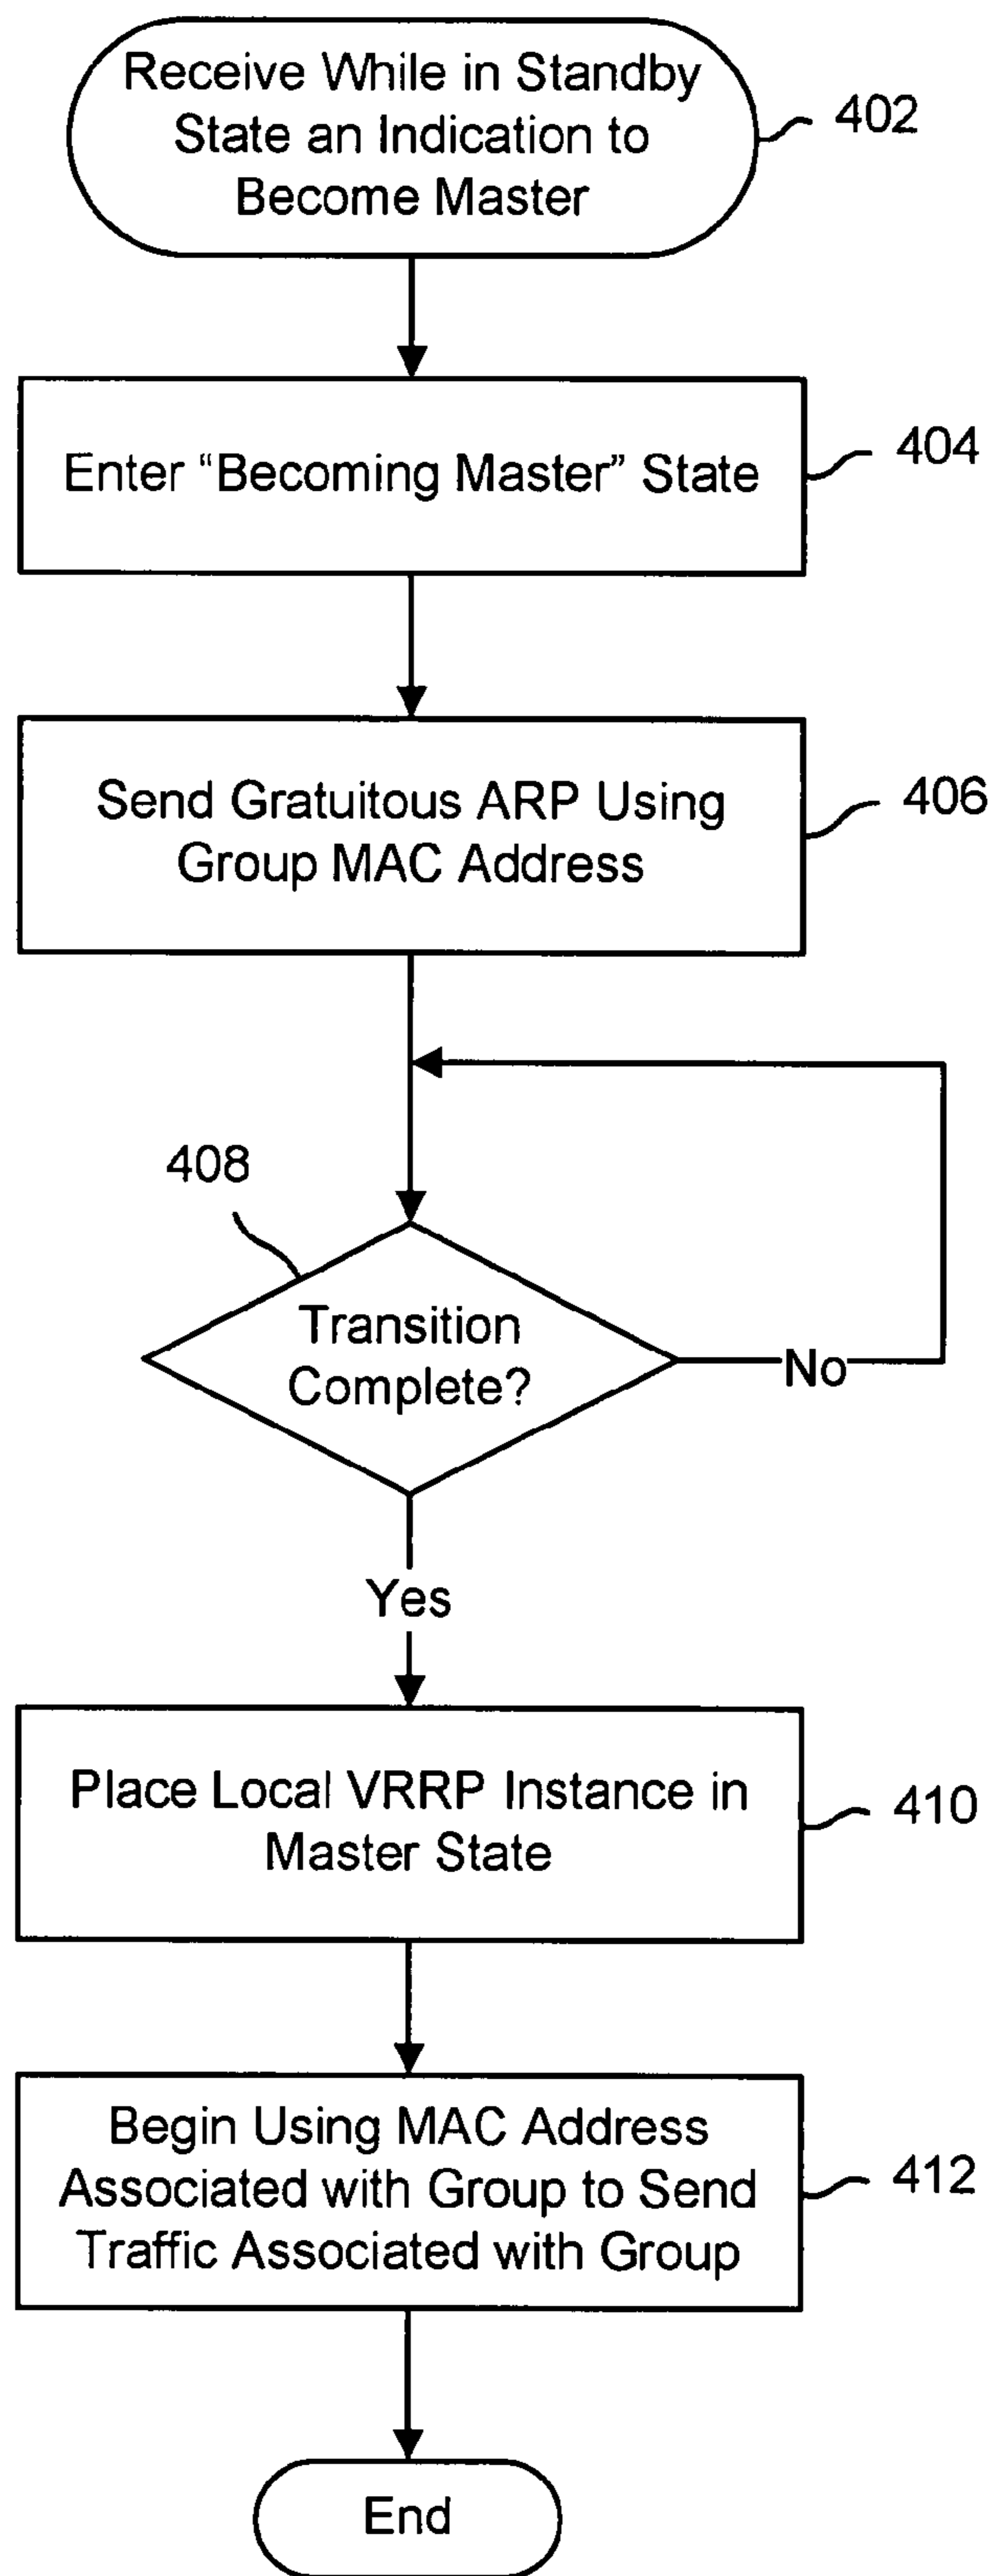 Receive While in Standby
State an Indication to
Become Master
402
Enter “Becoming Master” State
404
Send Gratuitous ARP Using
Group MAC Address
406
408
Transition
Complete?
No
Yes
Place Local VRRP Instance in
Master State
410
Begin Using MAC Address
Associated with Group to Send
Traffic Associated with Group
412
End